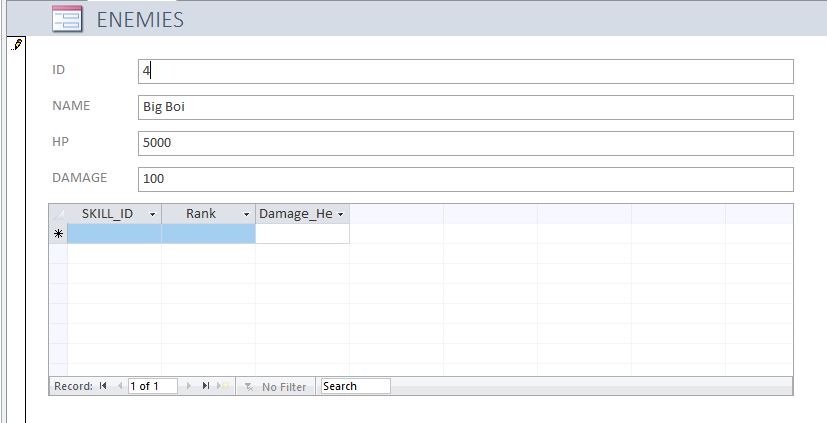 ENEMIES
ID 4
NAME Big Boi
HP 5000
DAMAGE 100
SKILL_ID Rank Damage_He
Record: 1 of 1 No Filter Search